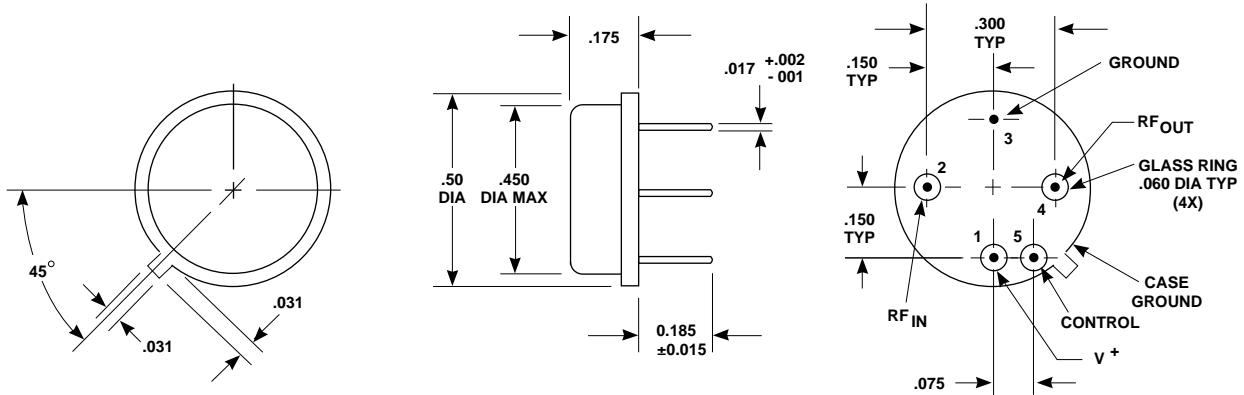 45°
.031
.031
.175
.50
DIA
.450
DIA MAX
.017 +.002
- 001
0.185
±0.015
.300
TYP
.150
TYP
GROUND
3
RF OUT
2
GLASS RING
.060 DIA TYP
(4X)
4
.150
TYP
1
5
CASE
GROUND
RF IN
CONTROL
V +
.075